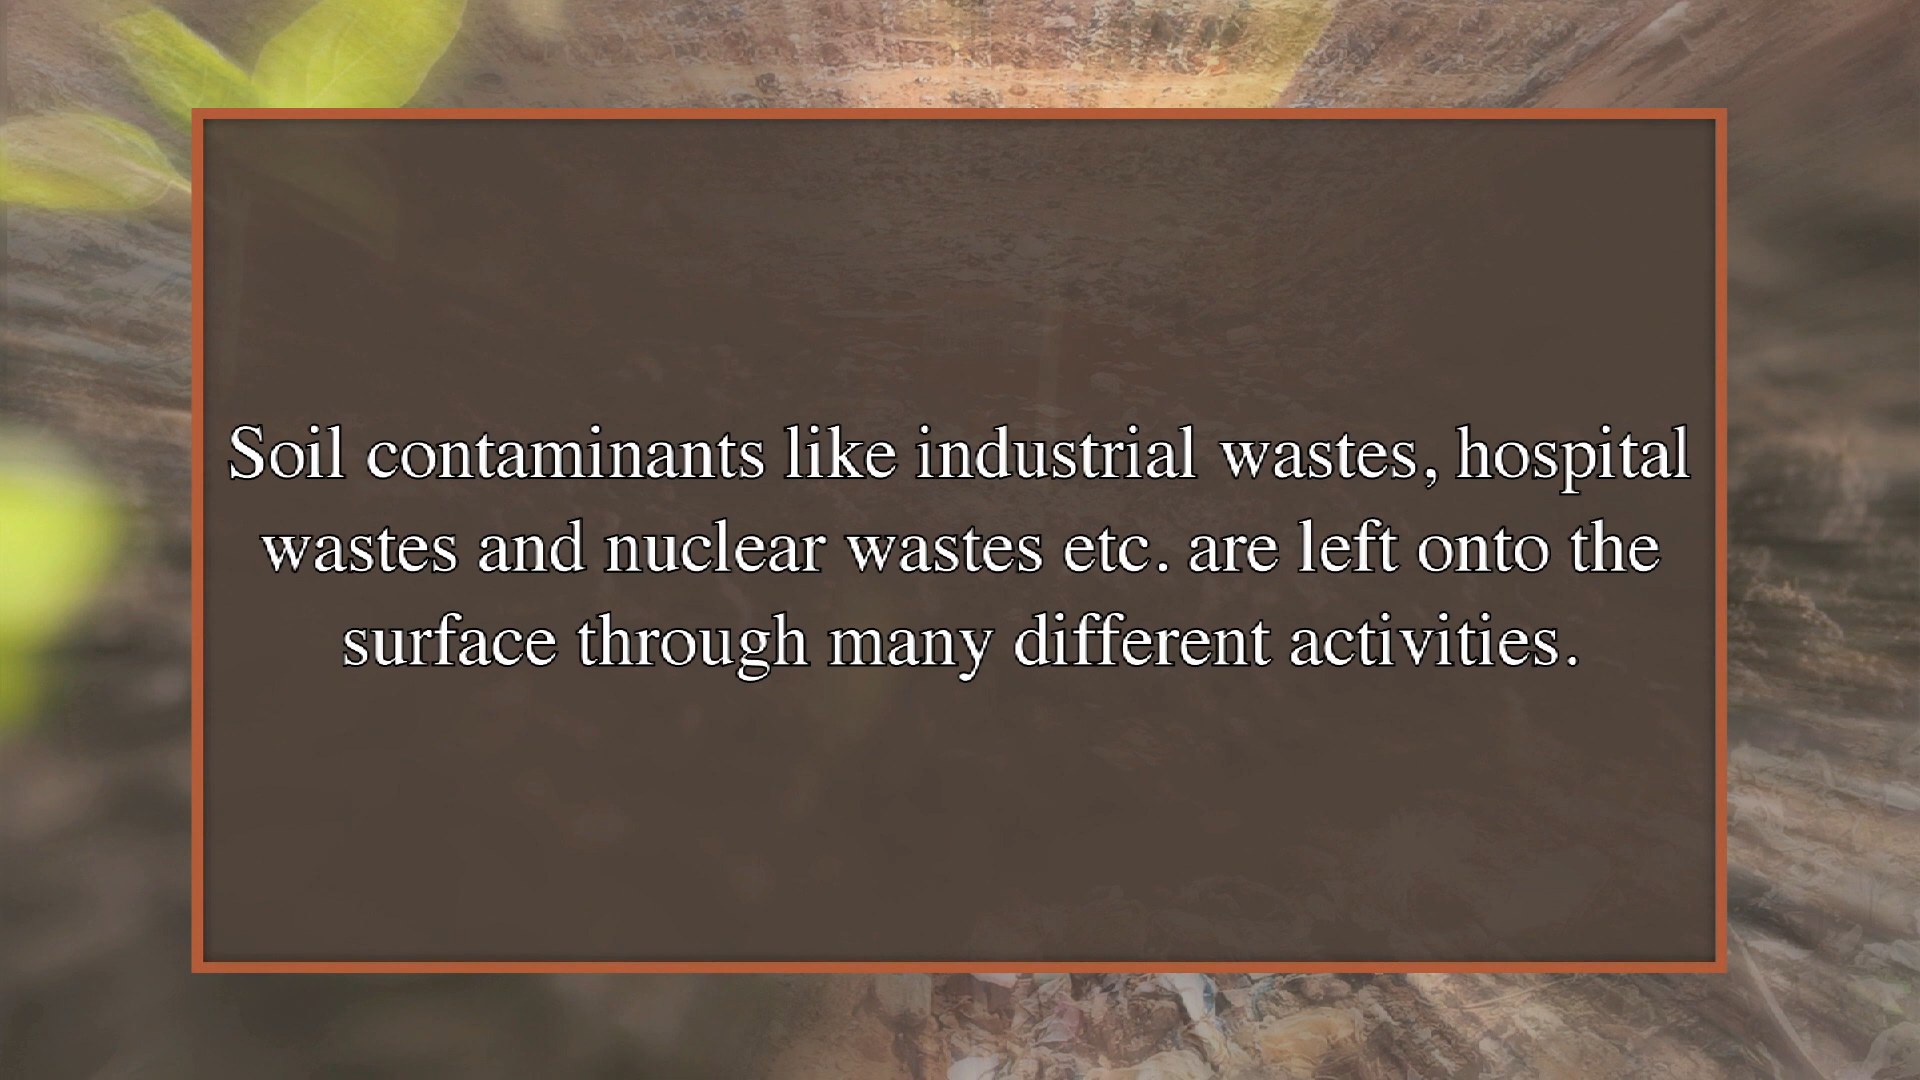 Soil contaminants like industrial wastes, hospital
wastes and nuclear wastes etc. are left onto the
surface through many different activities.